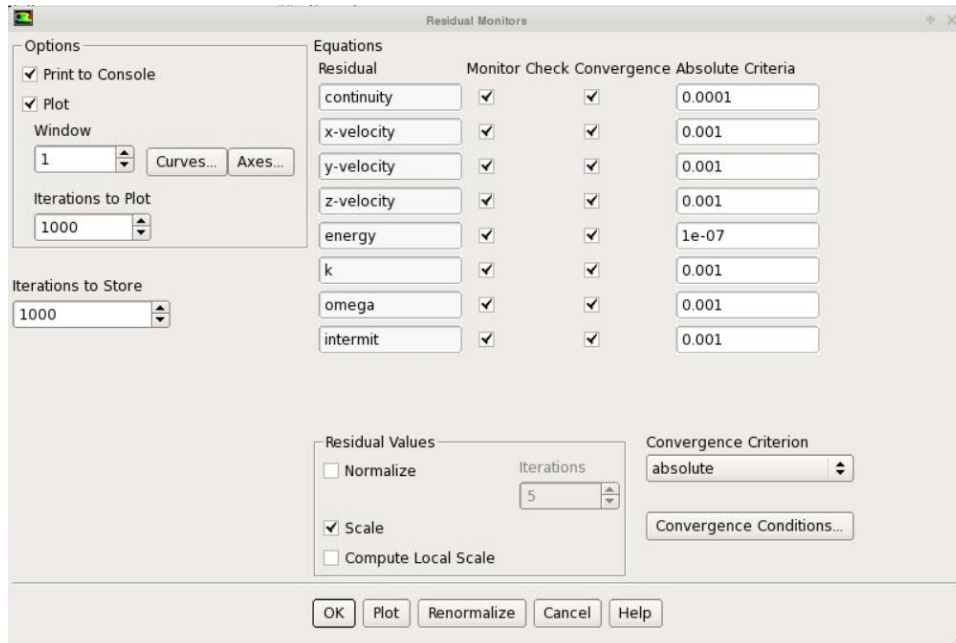 Residual Monitors
Options
Print to Console
Plot
Window
1 Curves... Axes...
Iterations to Plot
1000
Iterations to Store
1000
Equations
Residual Monitor Check Convergence Absolute Criteria
continuity 0.0001
x-velocity 0.001
y-velocity 0.001
z-velocity 0.001
energy 1e-07
k 0.001
omega 0.001
intermit 0.001
Residual Values
Normalize Iterations
5
Scale
Compute Local Scale
Convergence Criterion
absolute
Convergence Conditions...
OK Plot Renormalize Cancel Help